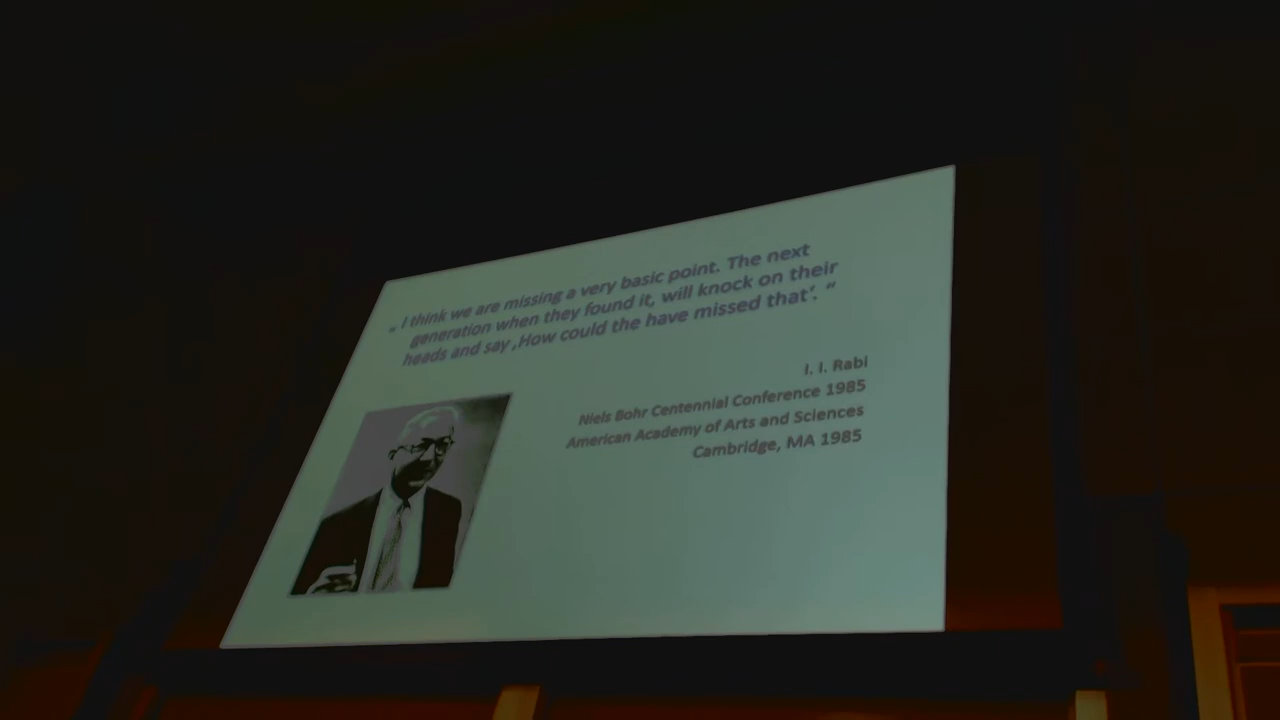 „ I think we are missing a very basic point. The next
generation when they found it, will knock on their
heads and say ‚How could the have missed that‘. “
I. I. Rabi
Niels Bohr Centennial Conference 1985
American Academy of Arts and Sciences
Cambridge, MA 1985